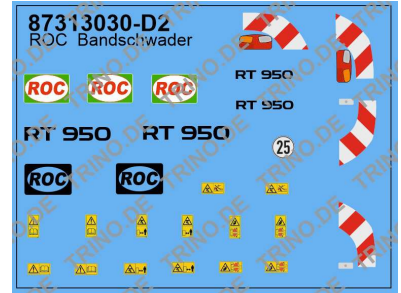 87313030-D2
ROC Bandschwader
RT 950
ROC ROC ROC
RT 950
RT 950 RT 950
25
ROC ROC
TRINO.DE